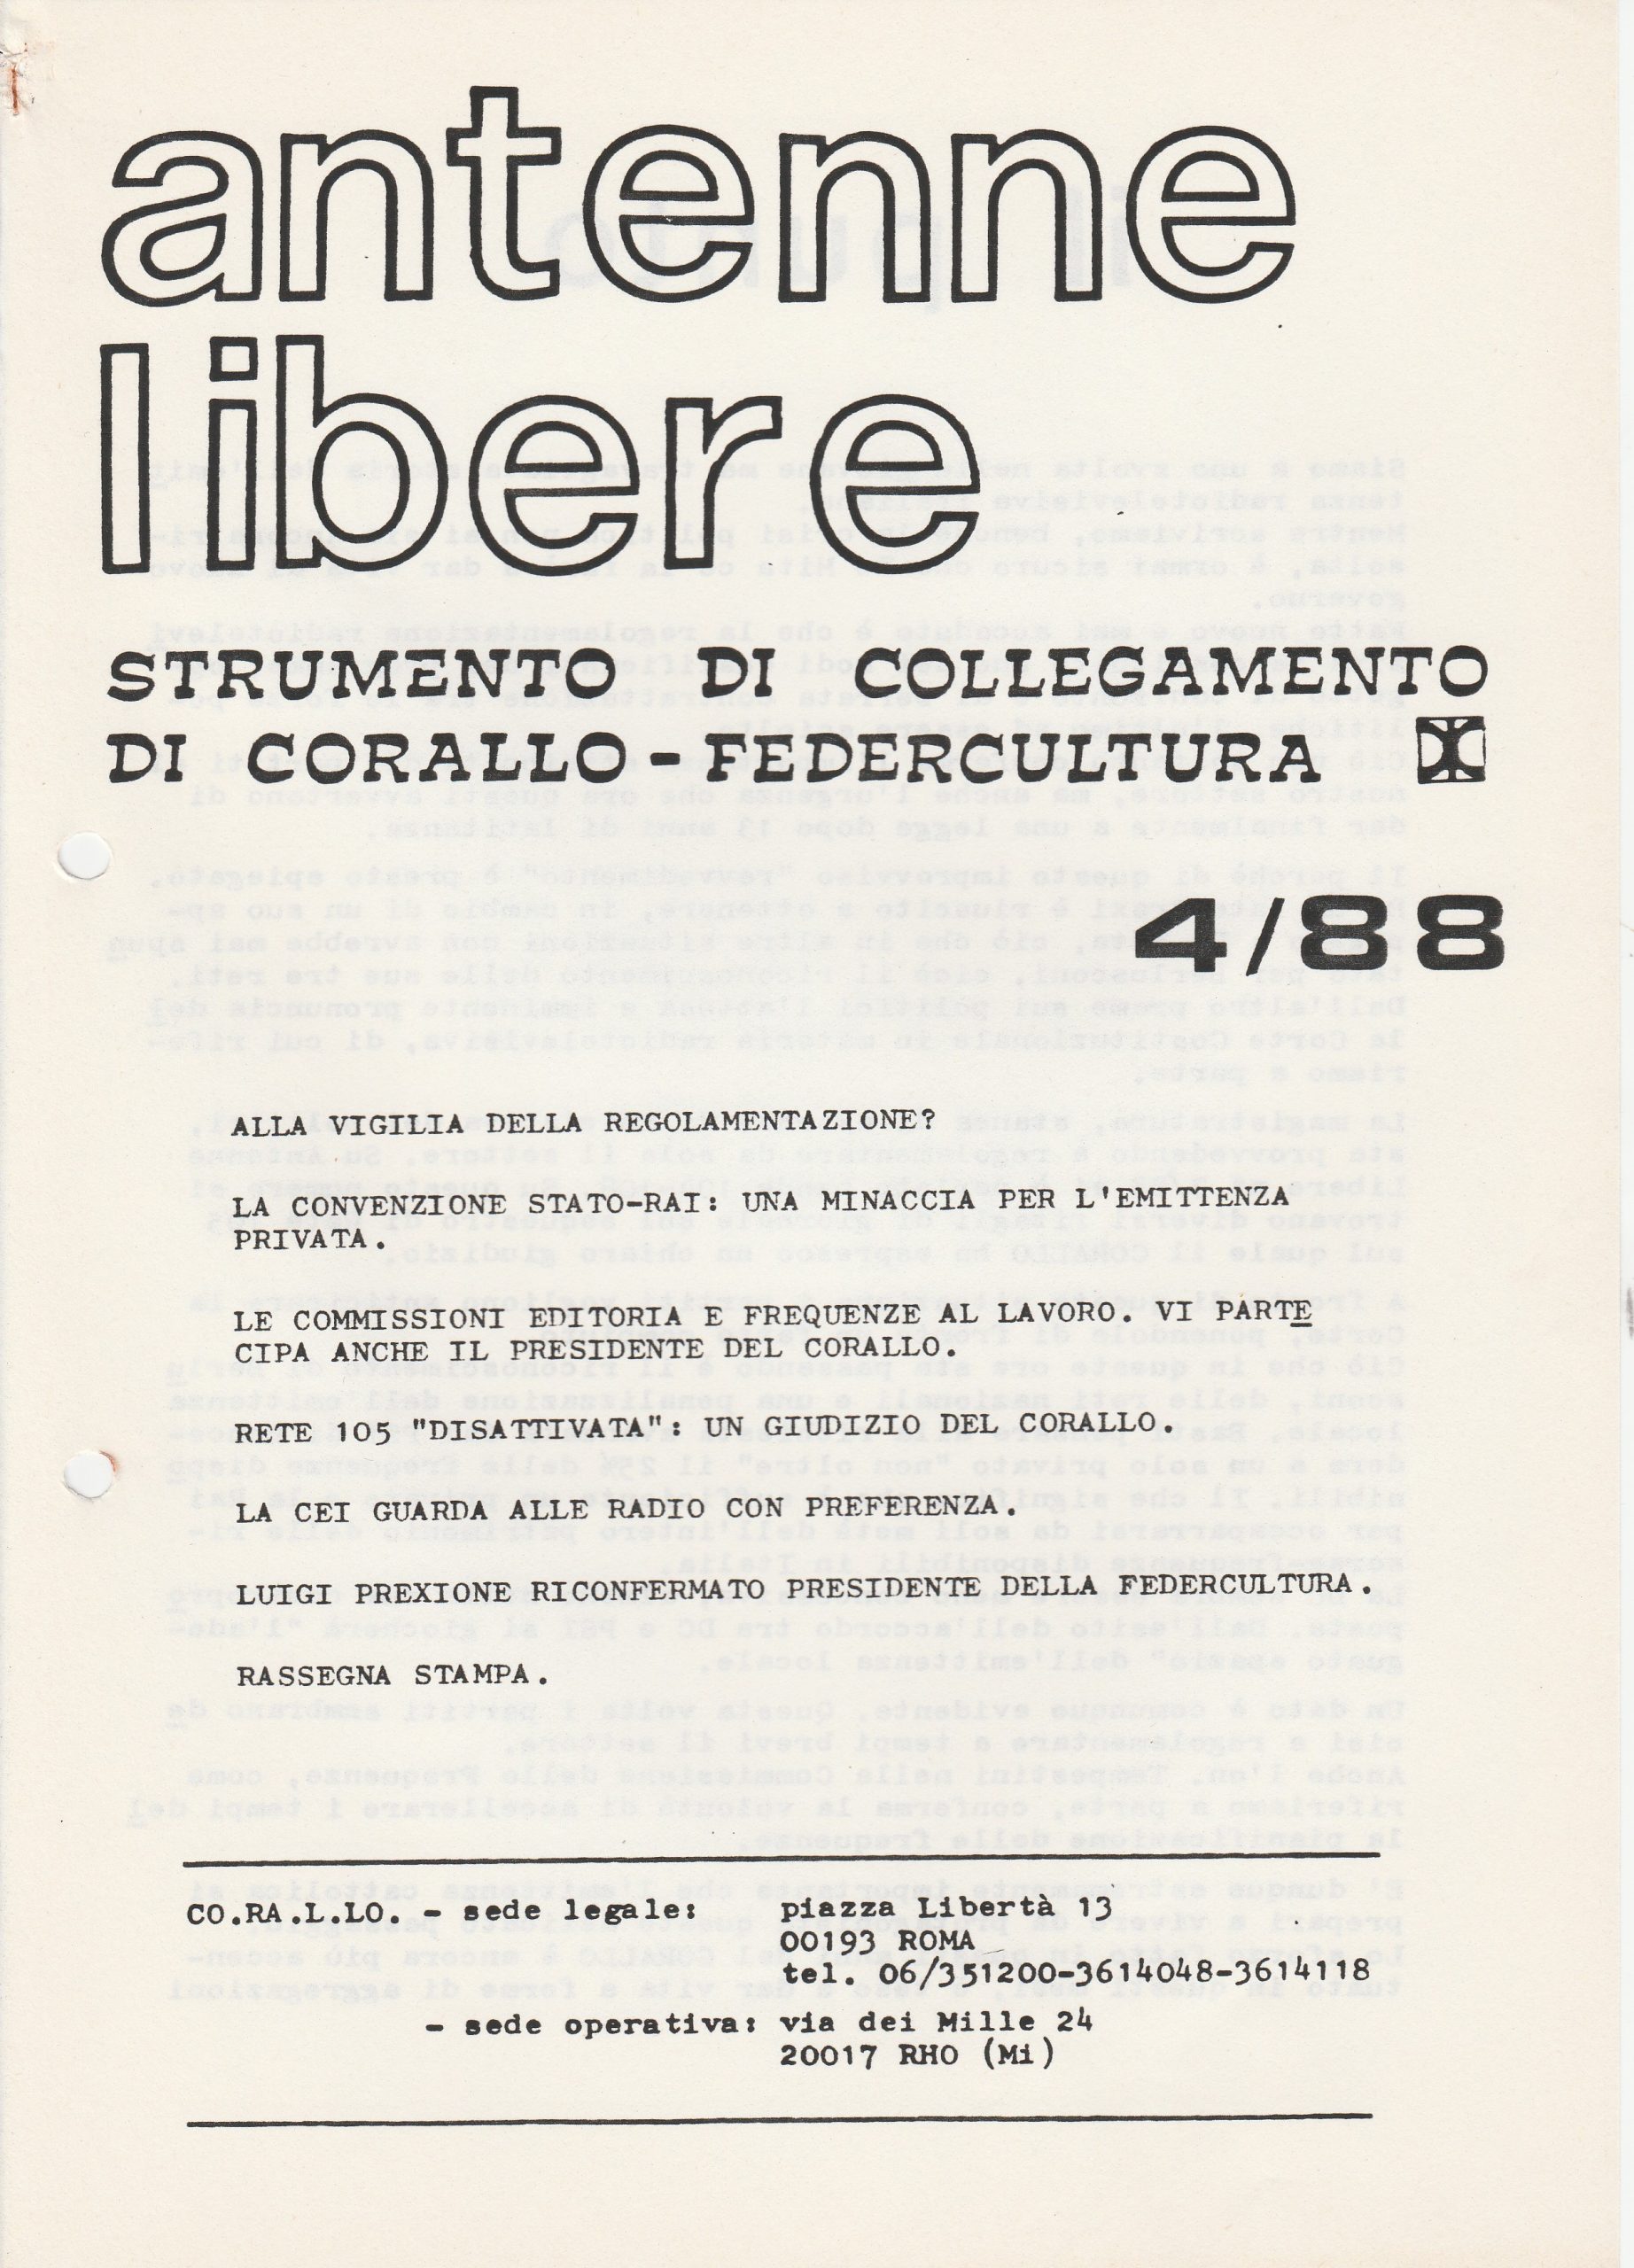 antenne
libere
STRUMENTO DI COLLEGAMENTO
DI CORALLO-FEDERCULTURA
4/88
ALLA VIGILIA DELLA REGOLAMENTAZIONE?
LA CONVENZIONE STATO-RAI: UNA MINACCIA PER L'EMITTENZA
PRIVATA.
LE COMMISSIONI EDITORIA E FREQUENZE AL LAVORO. VI PARTE
CIPA ANCHE IL PRESIDENTE DEL CORALLO.
RETE 105 "DISATTIVATA": UN GIUDIZIO DEL CORALLO.
LA CEI GUARDA ALLE RADIO CON PREFERENZA.
LUIGI PREXIONE RICONFERMATO PRESIDENTE DELLA FEDERCULTURA.
RASSEGNA STAMPA.
CO.RA.L.LO. - sede legale: piazza Libertà 13
00193 ROMA
tel. 06/351200-3614048-3614118
- sede operativa: via dei Mille 24
20017 RHO (Mi)